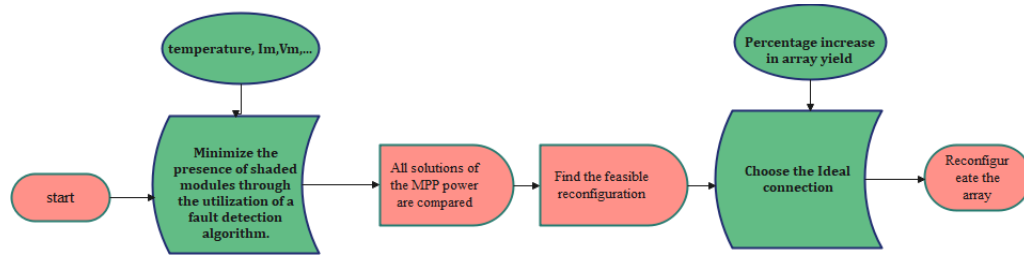 temperature, Im,Vm,...
Percentage increase
in array yield
start
Minimize the
presence of shaded
modules through
the utilization of a
fault detection
algorithm.
All solutions of
the MPP power
are compared
Find the feasible
reconfiguration
Choose the Ideal
connection
Reconfigur
eate the
array